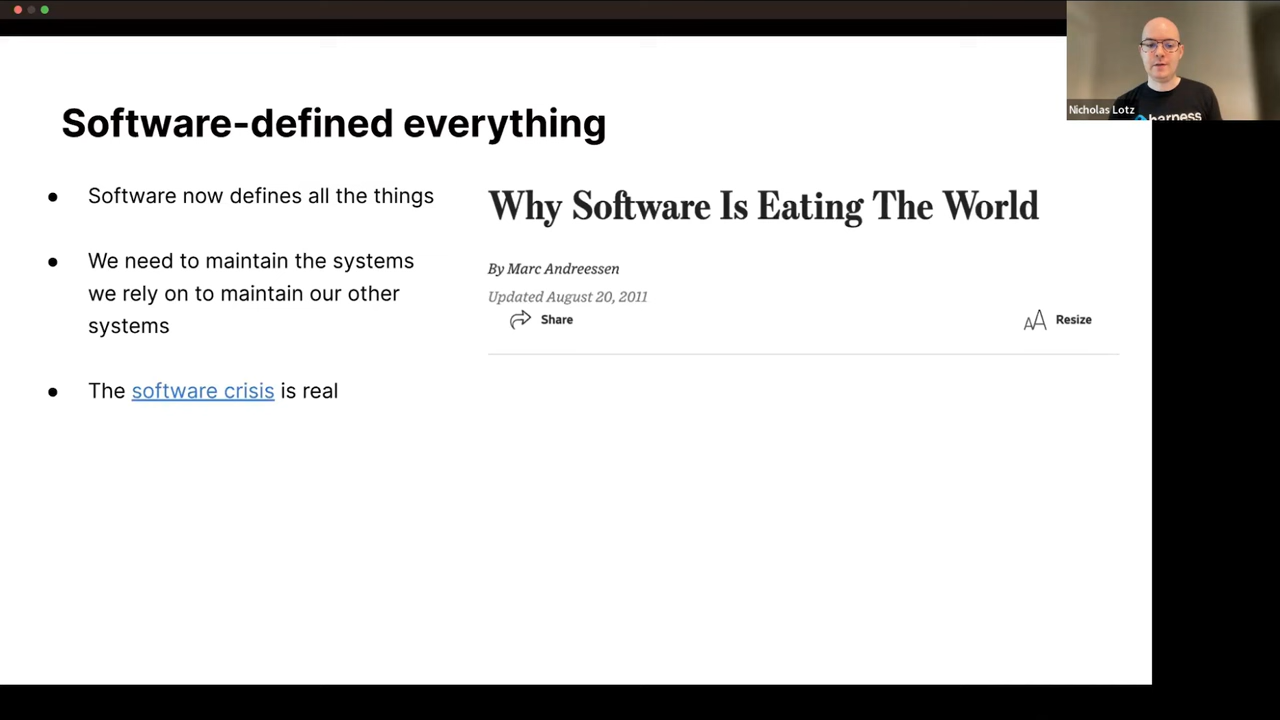 Software-defined everything
Software now defines all the things
We need to maintain the systems
we rely on to maintain our other
systems
The software crisis is real
Why Software Is Eating The World
By Marc Andreessen
Updated August 20, 2011
Share
Resize
Nicholas Lotz
harness